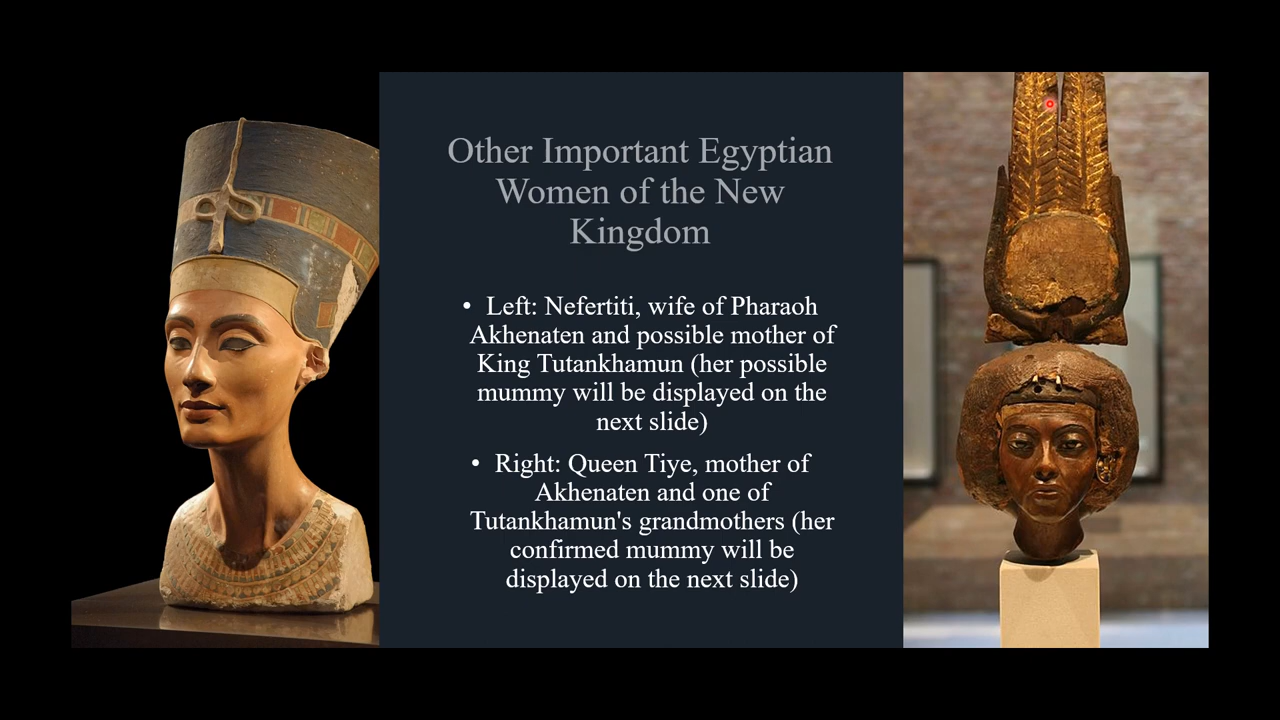 Other Important Egyptian
Women of the New
Kingdom
• Left: Nefertiti, wife of Pharaoh
Akhenaten and possible mother of
King Tutankhamun (her possible
mummy will be displayed on the
next slide)
• Right: Queen Tiye, mother of
Akhenaten and one of
Tutankhamun's grandmothers (her
confirmed mummy will be
displayed on the next slide)